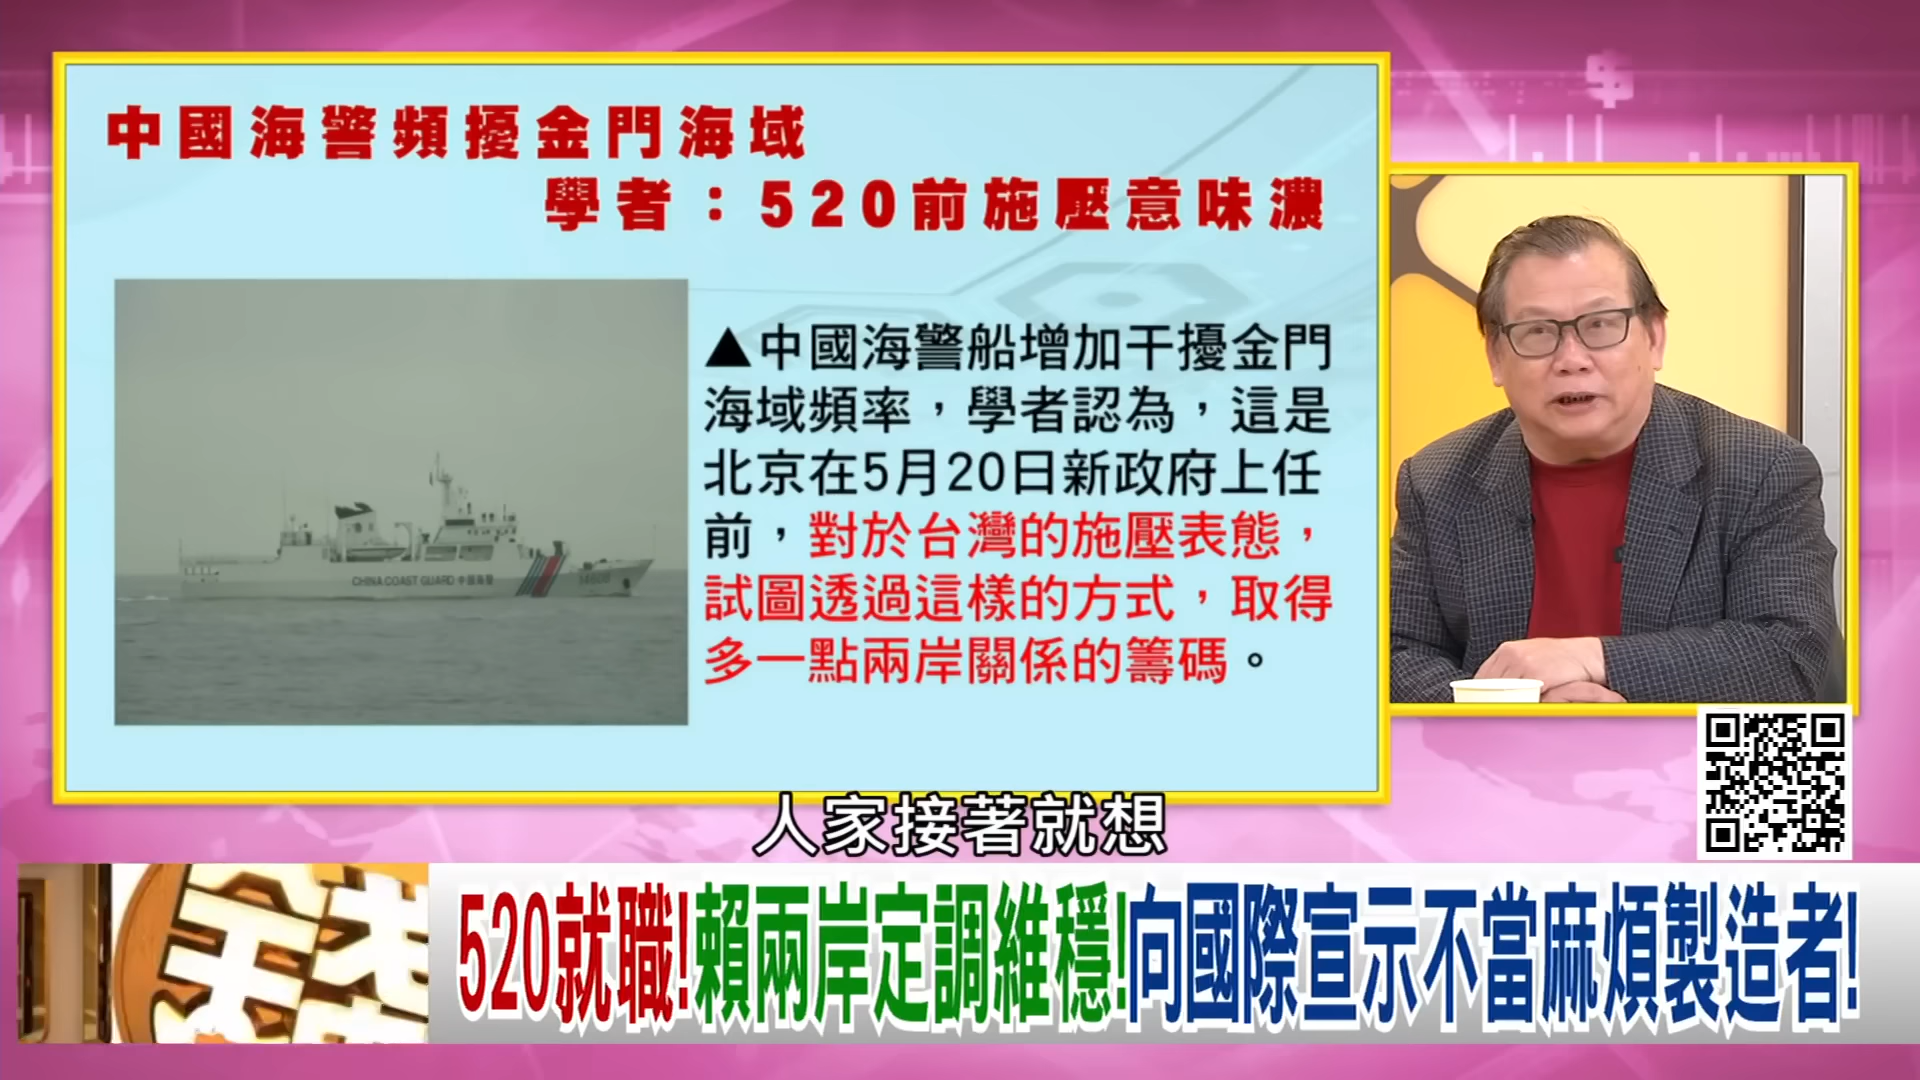 中國海警頻擾金門海域
學者：520前施壓意味濃
▲中國海警船增加干擾金門
海域頻率，學者認為，這是
北京在5月20日新政府上任
前，對於台灣的施壓表態，
試圖透過這樣的方式，取得
多一點兩岸關係的籌碼。
CHINA COAST GUARD 中國海警
14608
人家接著就想
520就職!賴兩岸定調維穩!向國際宣示不當麻煩製造者!